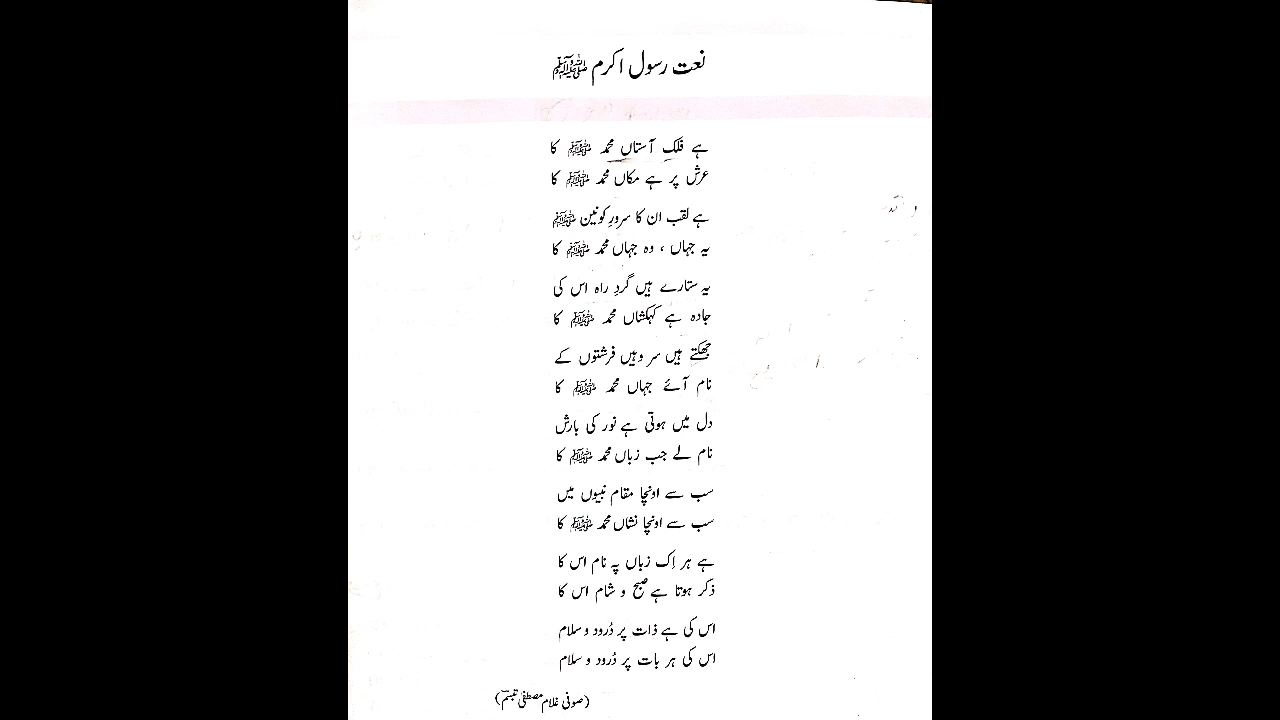 نعت رسول اکرم ﷺ
ہے فلک آستاں محمد ﷺ کا
عرش پر ہے مکاں محمد ﷺ کا
ہے لقب ان کا سرورِ کونین ﷺ
یہ جہاں ، وہ جہاں محمد ﷺ کا
یہ ستارے ہیں گردِ راہ اس کی
جادہ ہے کہکشاں محمد ﷺ کا
جھکتے ہیں سر وہیں فرشتوں کے
نام آئے جہاں محمد ﷺ کا
دل میں ہوتی ہے نور کی بارش
نام لے جب زباں محمد ﷺ کا
سب سے اونچا مقام نبیوں میں
سب سے اونچا نشاں محمد ﷺ کا
ہے ہر اِک زباں پہ نام اس کا
ذکر ہوتا ہے صبح و شام اس کا
اس کی ہے ذات پر دُرود و سلام
اس کی ہر بات پر دُرود و سلام
(صوفی غلام مصطفیٰ تبسّم)